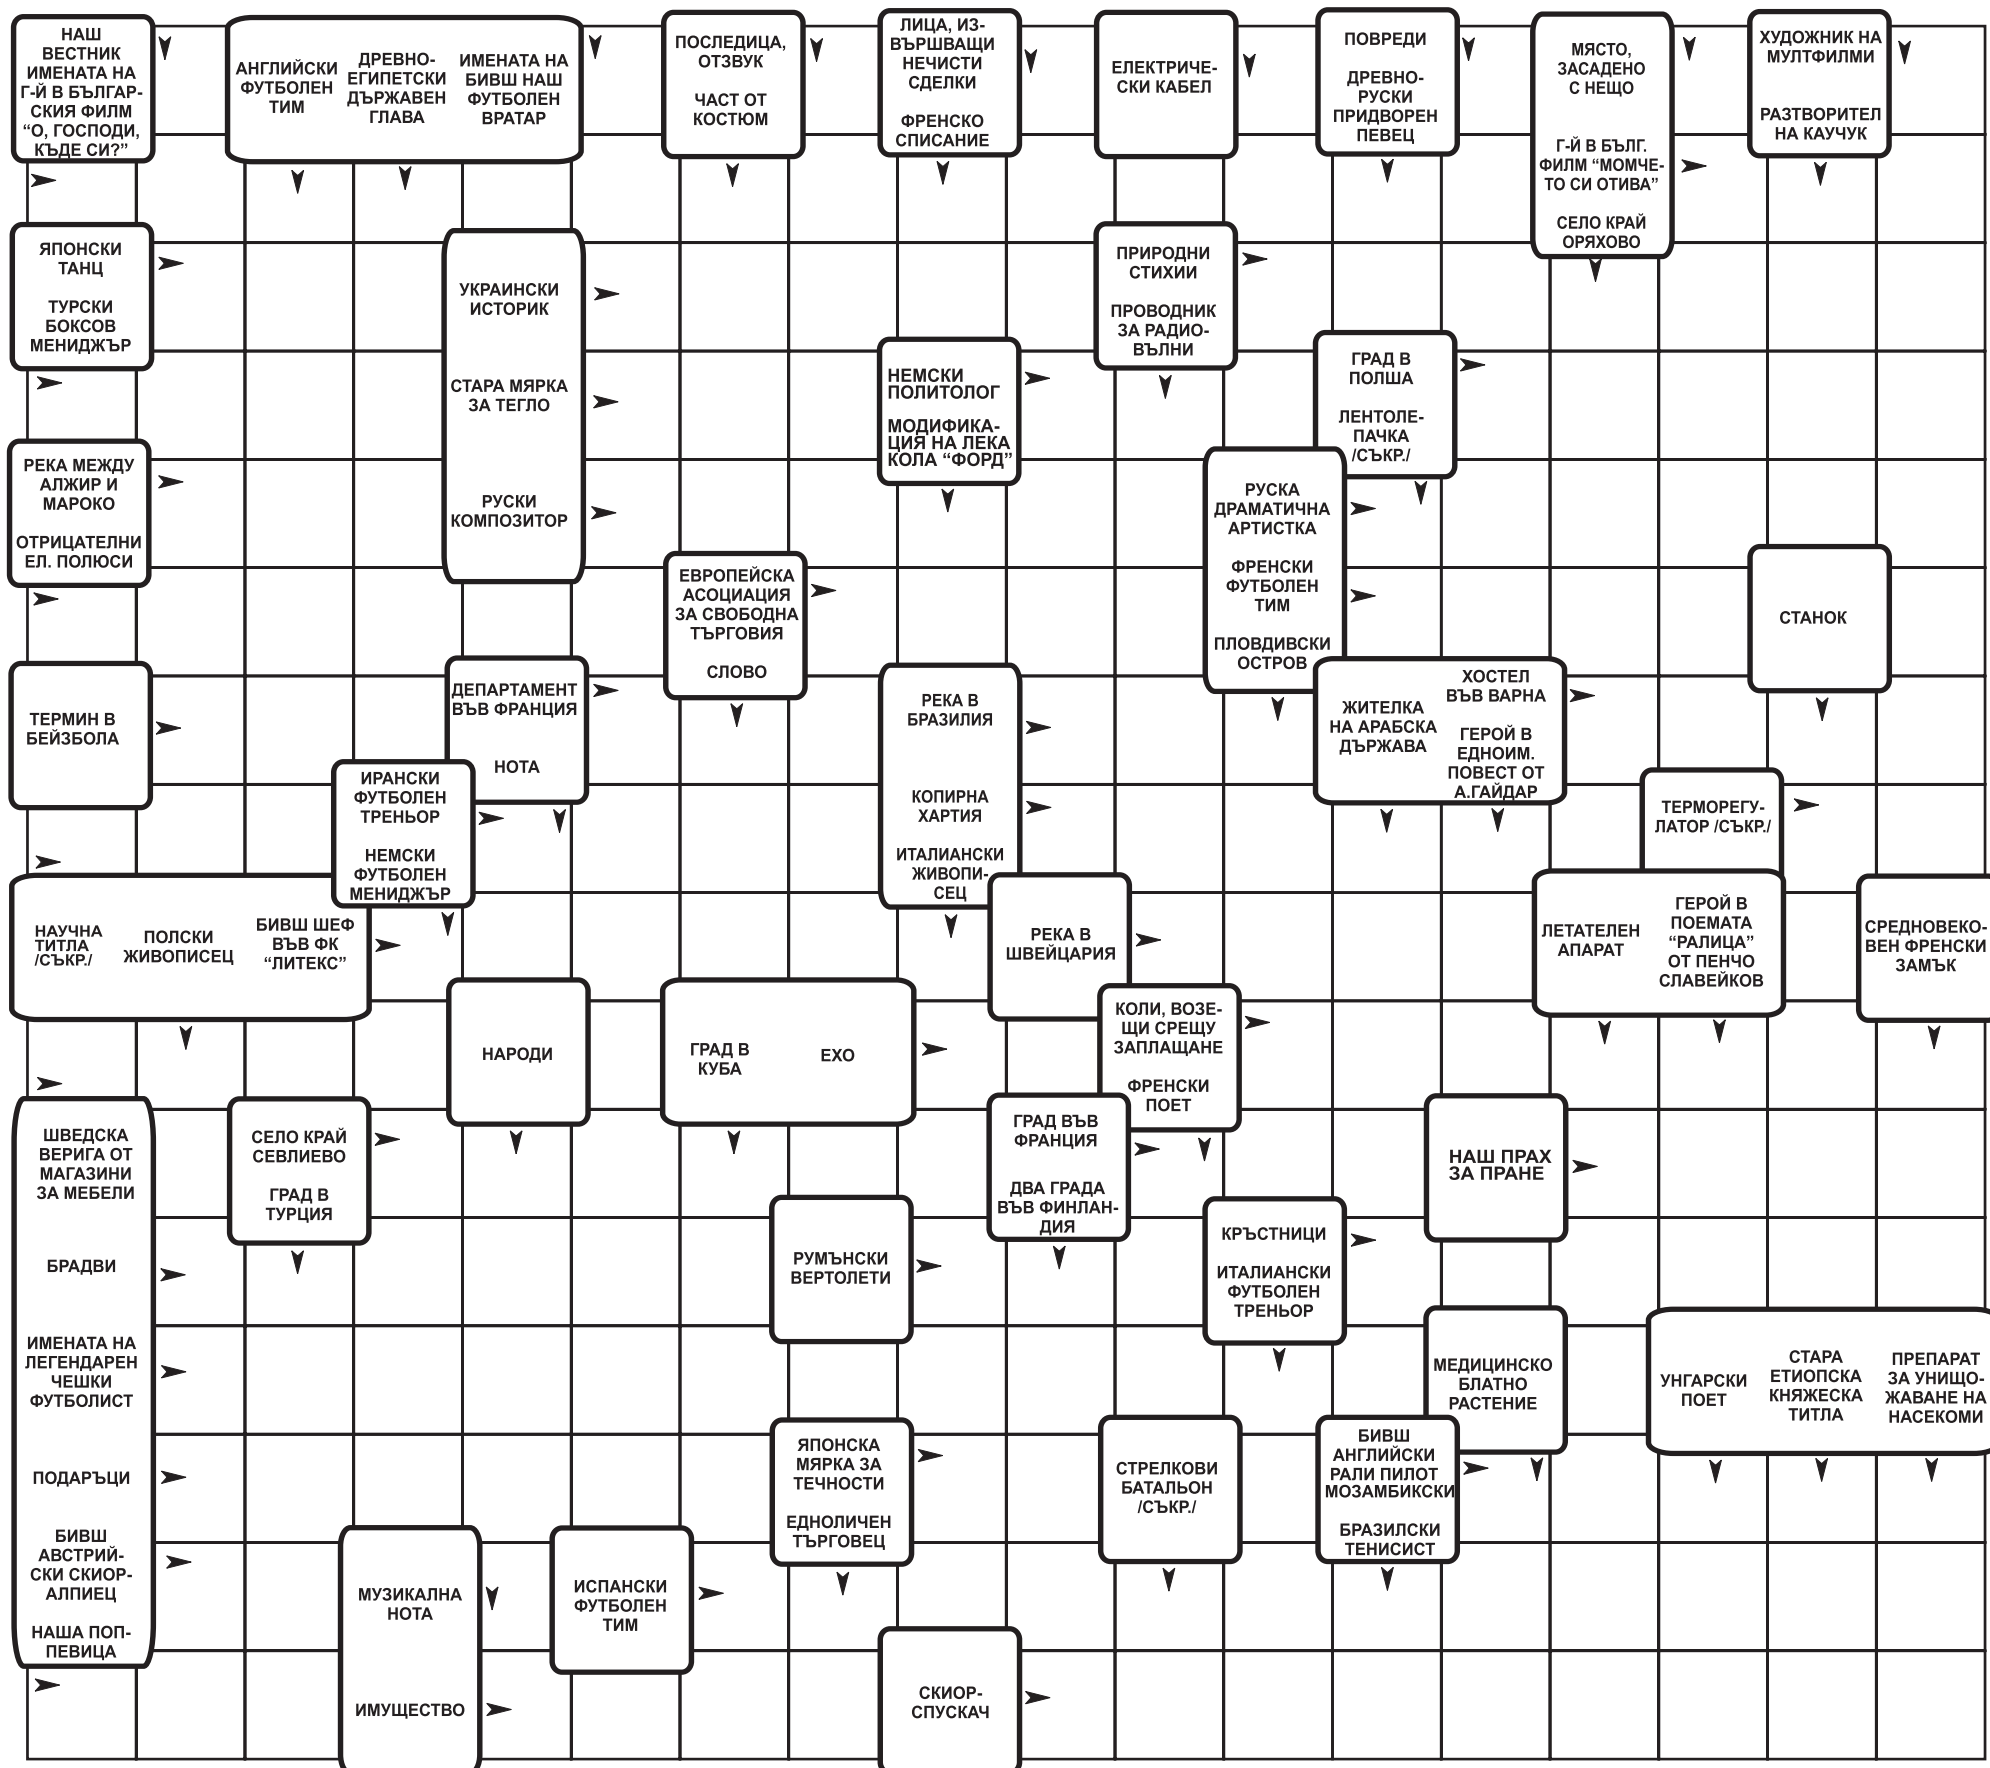 НАШ
ВЕСТНИК
ИМЕНАТА НА
Г-Й В БЪЛГАР-
СКИЯ ФИЛМ
“О, ГОСПОДИ,
КЪДЕ СИ?”
АНГЛИЙСКИ
ФУТБОЛЕН
ТИМ
ДРЕВНО-
ЕГИПЕТСКИ
ДЪРЖАВЕН
ГЛАВА
ИМЕНАТА НА
БИВШ НАШ
ФУТБОЛЕН
ВРАТАР
ПОСЛЕДИЦА,
ОТЗВУК
ЧАСТ ОТ
КОСТЮМ
ЛИЦА, ИЗ-
ВЪРШВАЩИ
НЕЧИСТИ
СДЕЛКИ
ФРЕНСКО
СПИСАНИЕ
ЕЛЕКТРИЧЕ-
СКИ КАБЕЛ
ПОВРЕДИ
ДРЕВНО-
РУСКИ
ПРИДВОРЕН
ПЕВЕЦ
МЯСТО,
ЗАСАДЕНО
С НЕЩО
Г-Й В БЪЛГ.
ФИЛМ “МОМЧЕ-
ТО СИ ОТИВА”
СЕЛО КРАЙ
ОРЯХОВО
ХУДОЖНИК НА
МУЛТФИЛМИ
РАЗТВОРИТЕЛ
НА КАУЧУК
ЯПОНСКИ
ТАНЦ
ТУРСКИ
БОКСОВ
МЕНИДЖЪР
УКРАИНСКИ
ИСТОРИК
СТАРА МЯРКА
ЗА ТЕГЛО
РУСКИ
КОМПОЗИТОР
ПРИРОДНИ
СТИХИИ
ПРОВОДНИК
ЗА РАДИО-
ВЪЛНИ
НЕМСКИ
ПОЛИТОЛОГ
МОДИФИКА-
ЦИЯ НА ЛЕКА
КОЛА “ФОРД”
ГРАД В
ПОЛША
ЛЕНТОЛЕ-
ПАЧКА
/СЪКР./
РЕКА МЕЖДУ
АЛЖИР И
МАРОКО
ОТРИЦАТЕЛНИ
ЕЛ. ПОЛЮСИ
РУСКА
ДРАМАТИЧНА
АРТИСТКА
ФРЕНСКИ
ФУТБОЛЕН
ТИМ
ПЛОВДИВСКИ
ОСТРОВ
ЕВРОПЕЙСКА
АСОЦИАЦИЯ
ЗА СВОБОДНА
ТЪРГОВИЯ
СЛОВО
СТАНОК
ТЕРМИН В
БЕЙЗБОЛА
ДЕПАРТАМЕНТ
ВЪВ ФРАНЦИЯ
НОТА
РЕКА В
БРАЗИЛИЯ
КОПИРНА
ХАРТИЯ
ИТАЛИАНСКИ
ЖИВОПИ-
СЕЦ
ЖИТЕЛКА
НА АРАБСКА
ДЪРЖАВА
ХОСТЕЛ
ВЪВ ВАРНА
ГЕРОЙ В
ЕДНОИМ.
ПОВЕСТ ОТ
А.ГАЙДАР
ИРАНСКИ
ФУТБОЛЕН
ТРЕНЬОР
НЕМСКИ
ФУТБОЛЕН
МЕНИДЖЪР
ТЕРМОРЕГУ-
ЛАТОР /СЪКР./
НАУЧНА
ТИТЛА
/СЪКР./
ПОЛСКИ
ЖИВОПИСЕЦ
БИВШ ШЕФ
ВЪВ ФК
“ЛИТЕКС”
РЕКА В
ШВЕЙЦАРИЯ
ЛЕТАТЕЛЕН
АПАРАТ
ГЕРОЙ В
ПОЕМАТА
“РАЛИЦА”
ОТ ПЕНЧО
СЛАВЕЙКОВ
СРЕДНОВЕКО-
ВЕН ФРЕНСКИ
ЗАМЪК
НАРОДИ
ГРАД В
КУБА
ЕХО
КОЛИ, ВОЗЕ-
ЩИ СРЕЩУ
ЗАПЛАЩАНЕ
ФРЕНСКИ
ПОЕТ
ШВЕДСКА
ВЕРИГА ОТ
МАГАЗИНИ
ЗА МЕБЕЛИ
БРАДВИ
ИМЕНАТА НА
ЛЕГЕНДАРЕН
ЧЕШКИ
ФУТБОЛИСТ
ПОДАРЪЦИ
БИВШ
АВСТРИЙ-
СКИ СКИОР-
АЛПИЕЦ
НАША ПОП-
ПЕВИЦА
СЕЛО КРАЙ
СЕВЛИЕВО
ГРАД В
ТУРЦИЯ
ГРАД ВЪВ
ФРАНЦИЯ
ДВА ГРАДА
ВЪВ ФИНЛАН-
ДИЯ
НАШ ПРАХ
ЗА ПРАНЕ
РУМЪНСКИ
ВЕРТОЛЕТИ
КРЪСТНИЦИ
ИТАЛИАНСКИ
ФУТБОЛЕН
ТРЕНЬОР
МЕДИЦИНСКО
БЛАТНО
РАСТЕНИЕ
УНГАРСКИ
ПОЕТ
СТАРА
ЕТИОПСКА
КНЯЖЕСКА
ТИТЛА
ПРЕПАРАТ
ЗА УНИЩО-
ЖАВАНЕ НА
НАСЕКОМИ
ЯПОНСКА
МЯРКА ЗА
ТЕЧНОСТИ
ЕДНОЛИЧЕН
ТЪРГОВЕЦ
СТРЕЛКОВИ
БАТАЛЬОН
/СЪКР./
БИВШ
АНГЛИЙСКИ
РАЛИ ПИЛОТ
МОЗАМБИКСКИ
БРАЗИЛСКИ
ТЕНИСИСТ
МУЗИКАЛНА
НОТА
ИМУЩЕСТВО
ИСПАНСКИ
ФУТБОЛЕН
ТИМ
СКИОР-
СПУСКАЧ